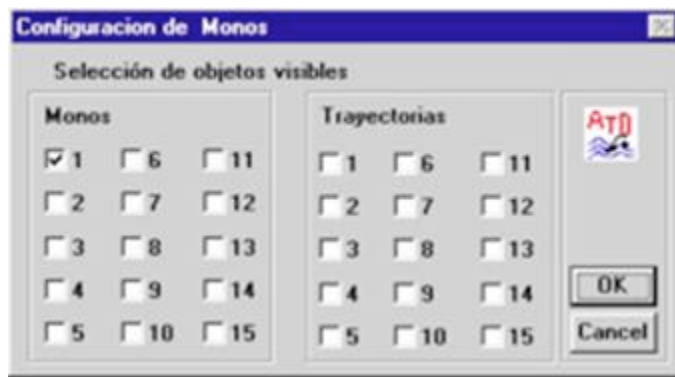 Configuracion de Monos
Selección de objetos visibles
Monos
1 6 11
2 7 12
3 8 13
4 9 14
5 10 15
Trayectorias
1 6 11
2 7 12
3 8 13
4 9 14
5 10 15
ATD
OK
Cancel